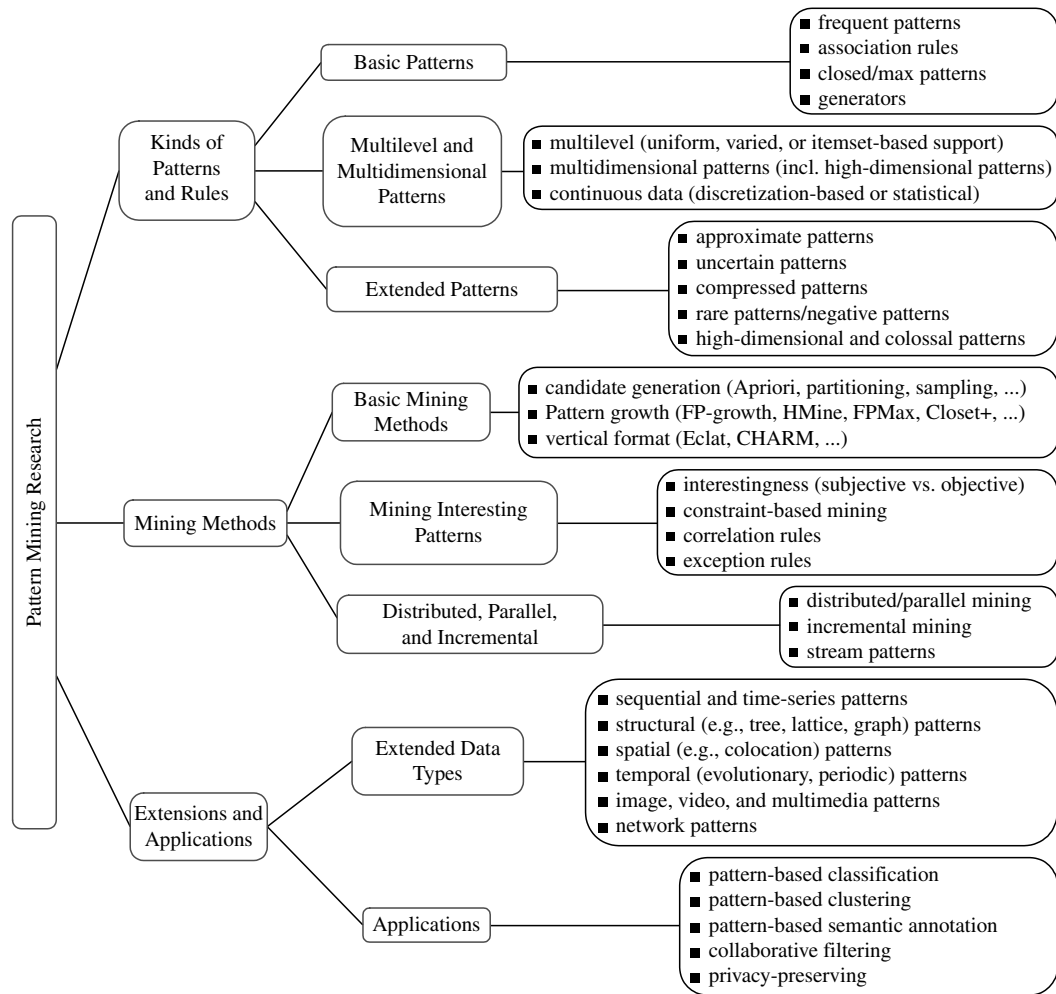 Pattern Mining Research
Kinds of
Patterns
and Rules
Basic Patterns
■ frequent patterns
■ association rules
■ closed/max patterns
■ generators
Multilevel and
Multidimensional
Patterns
■ multilevel (uniform, varied, or itemset-based support)
■ multidimensional patterns (incl. high-dimensional patterns)
■ continuous data (discretization-based or statistical)
Extended Patterns
■ approximate patterns
■ uncertain patterns
■ compressed patterns
■ rare patterns/negative patterns
■ high-dimensional and colossal patterns
Mining Methods
Basic Mining
Methods
■ candidate generation (Apriori, partitioning, sampling, ...)
■ Pattern growth (FP-growth, HMine, FPMax, Closet+, ...)
■ vertical format (Eclat, CHARM, ...)
Mining Interesting
Patterns
■ interestingness (subjective vs. objective)
■ constraint-based mining
■ correlation rules
■ exception rules
Distributed, Parallel,
and Incremental
■ distributed/parallel mining
■ incremental mining
■ stream patterns
Extensions and
Applications
Extended Data
Types
■ sequential and time-series patterns
■ structural (e.g., tree, lattice, graph) patterns
■ spatial (e.g., colocation) patterns
■ temporal (evolutionary, periodic) patterns
■ image, video, and multimedia patterns
■ network patterns
Applications
■ pattern-based classification
■ pattern-based clustering
■ pattern-based semantic annotation
■ collaborative filtering
■ privacy-preserving